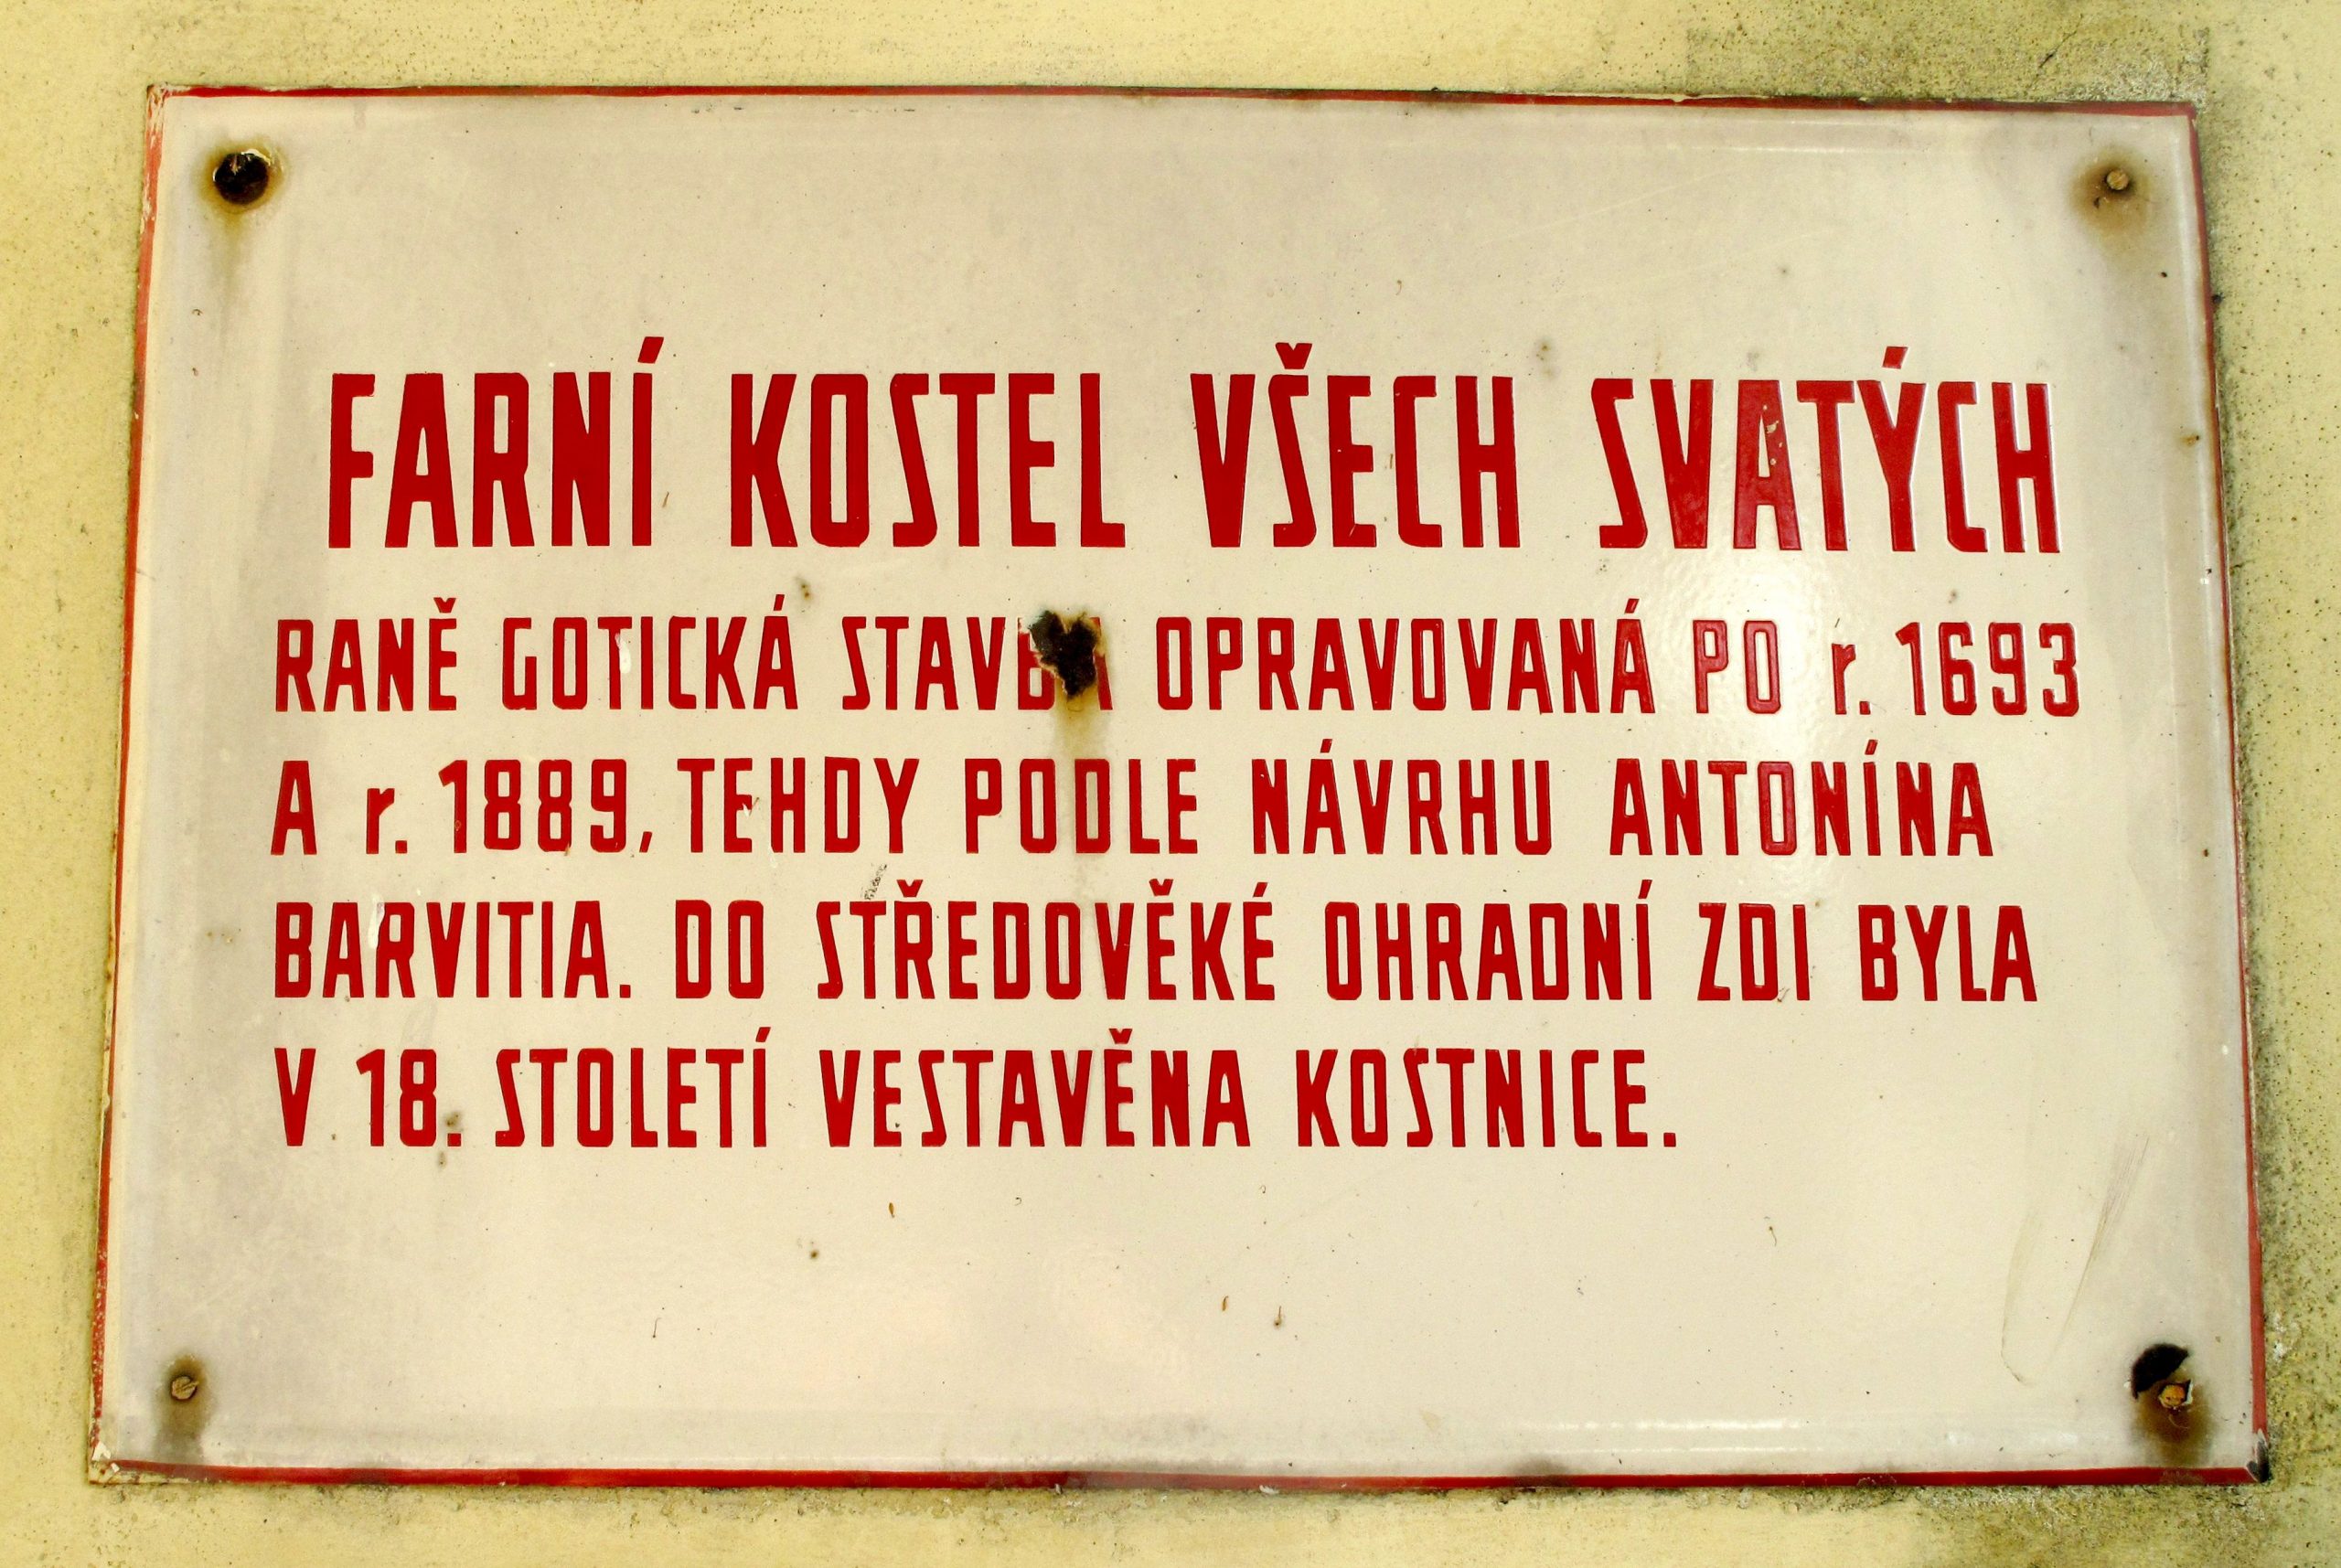 FARNÍ KOSTEL VŠECH SVATÝCH
RANĚ GOTICKÁ STAVBA OPRAVOVANÁ PO r. 1693
A r. 1889, TEHDY PODLE NÁVRHU ANTONÍNA
BARVITIA. DO STŘEDOVĚKÉ OHRADNÍ ZDI BYLA
V 18. STOLETÍ VESTAVĚNA KOSTNICE.